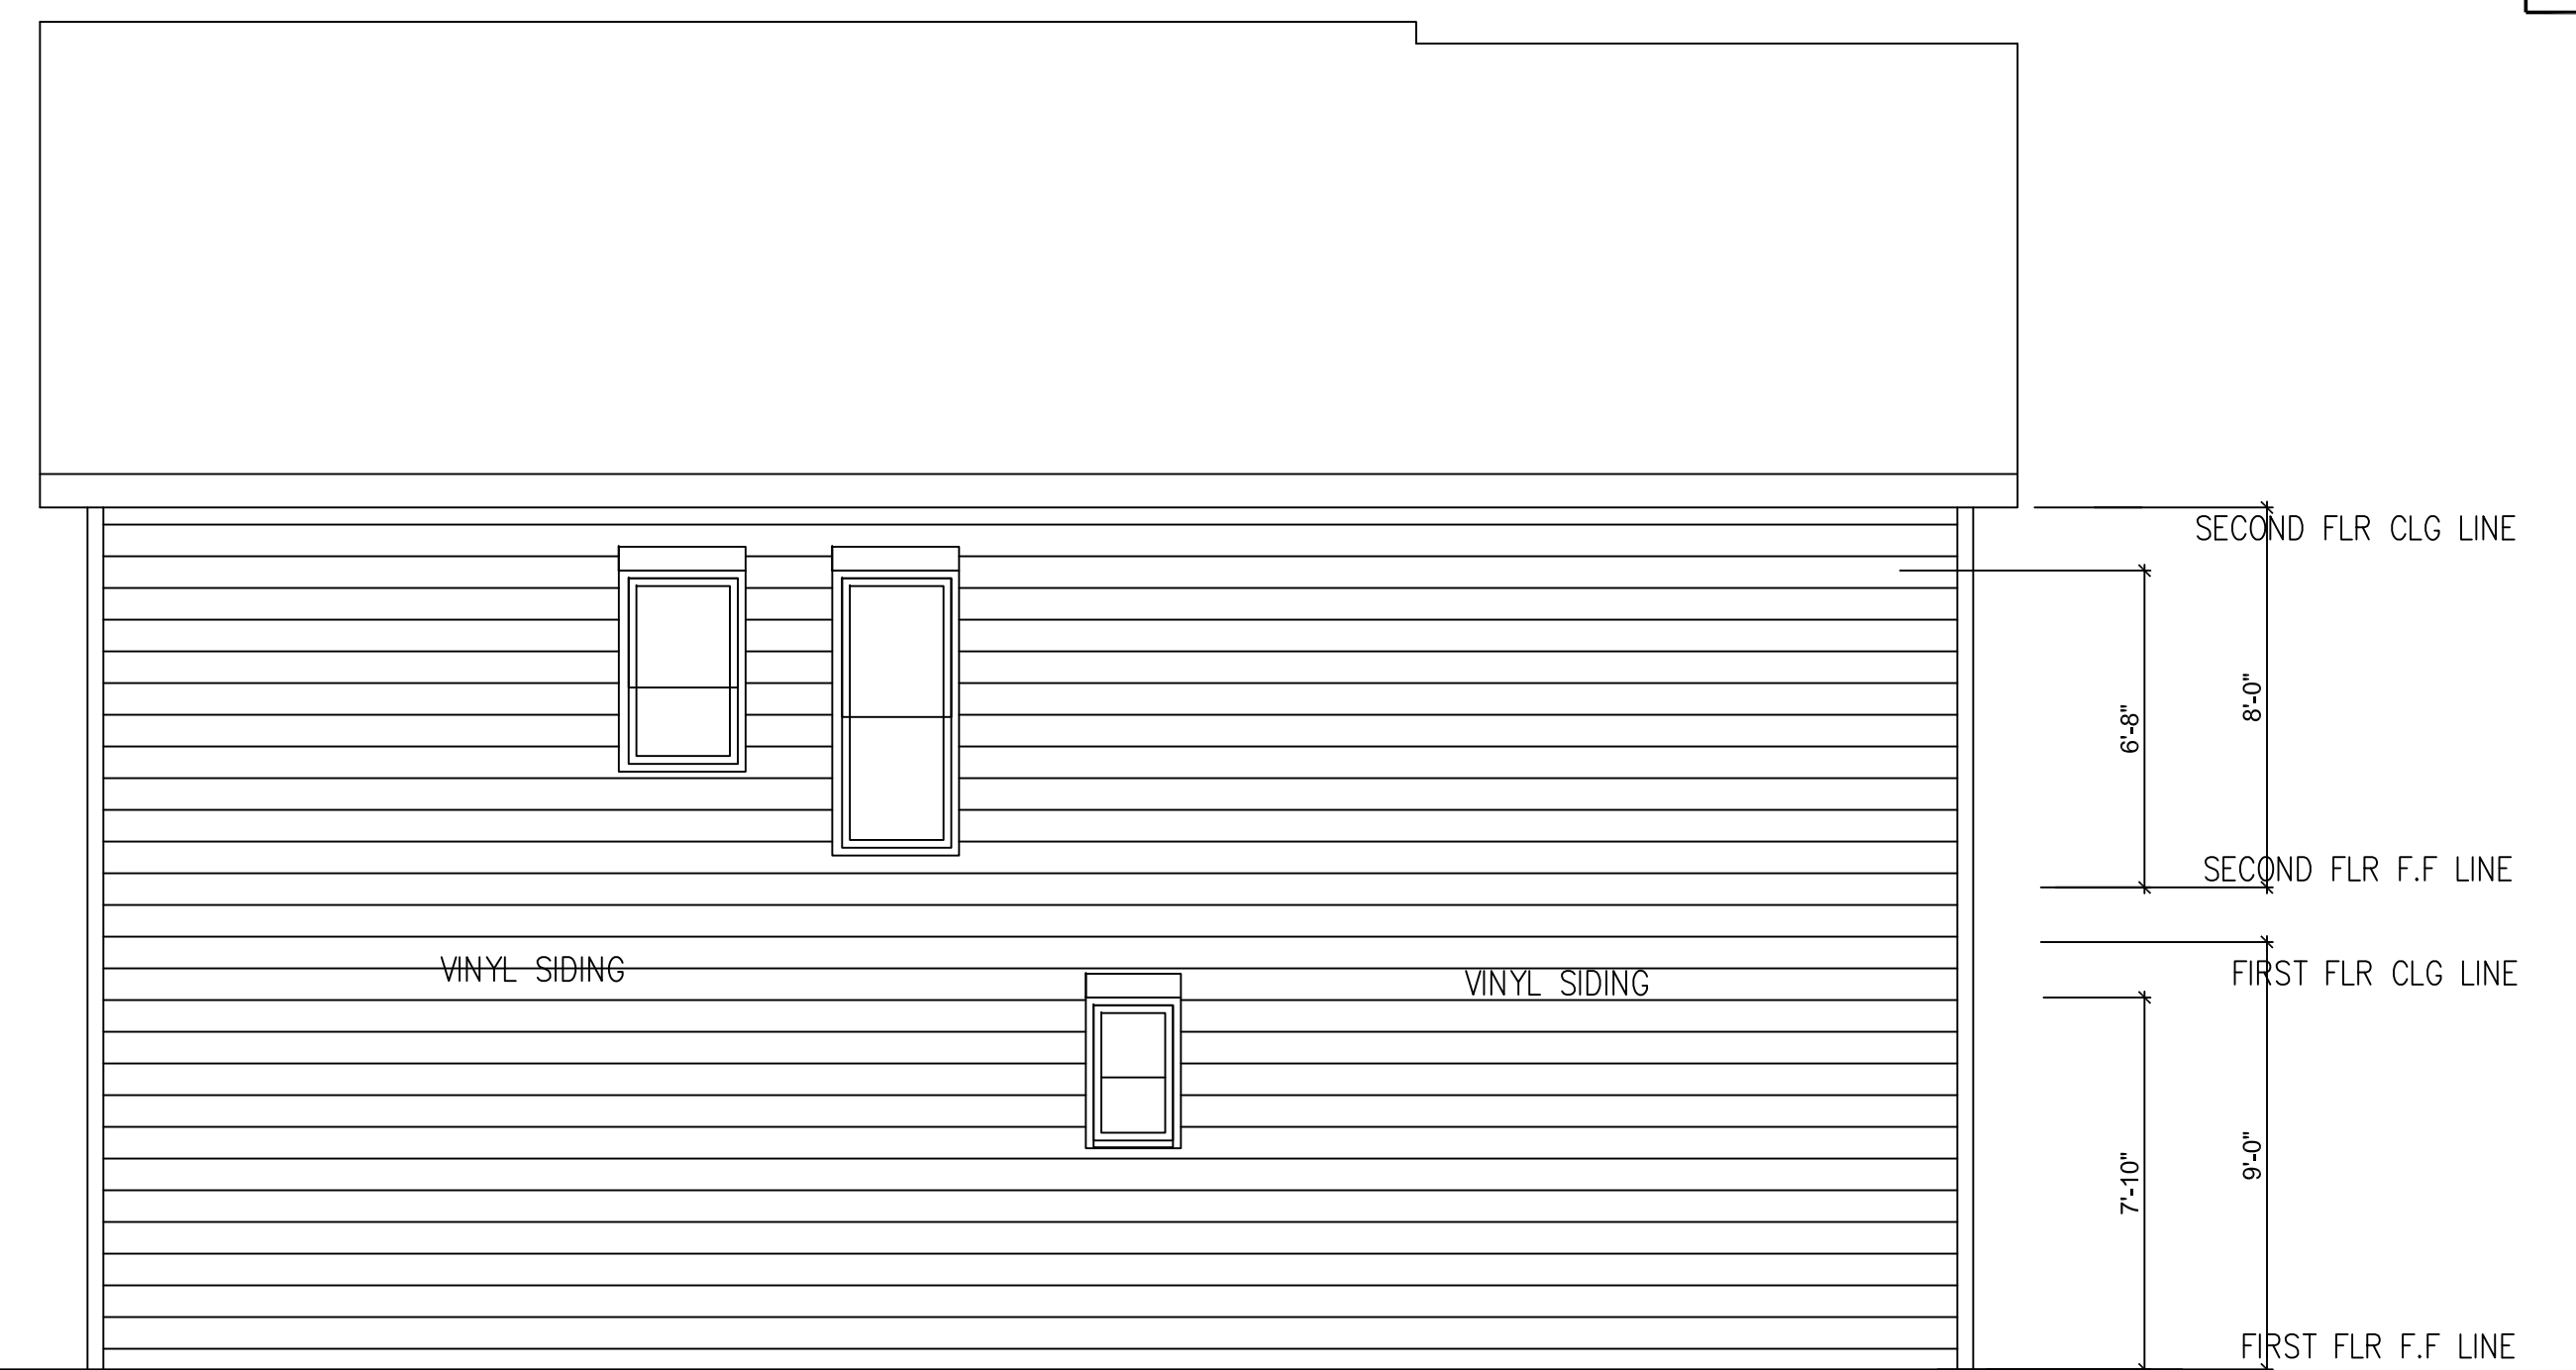 SECOND FLR CLG LINE
8'-0"
6'-8"
SECOND FLR F.F LINE
VINYL SIDING
VINYL SIDING
FIRST FLR CLG LINE
9'-0"
7'-10"
FIRST FLR F.F LINE